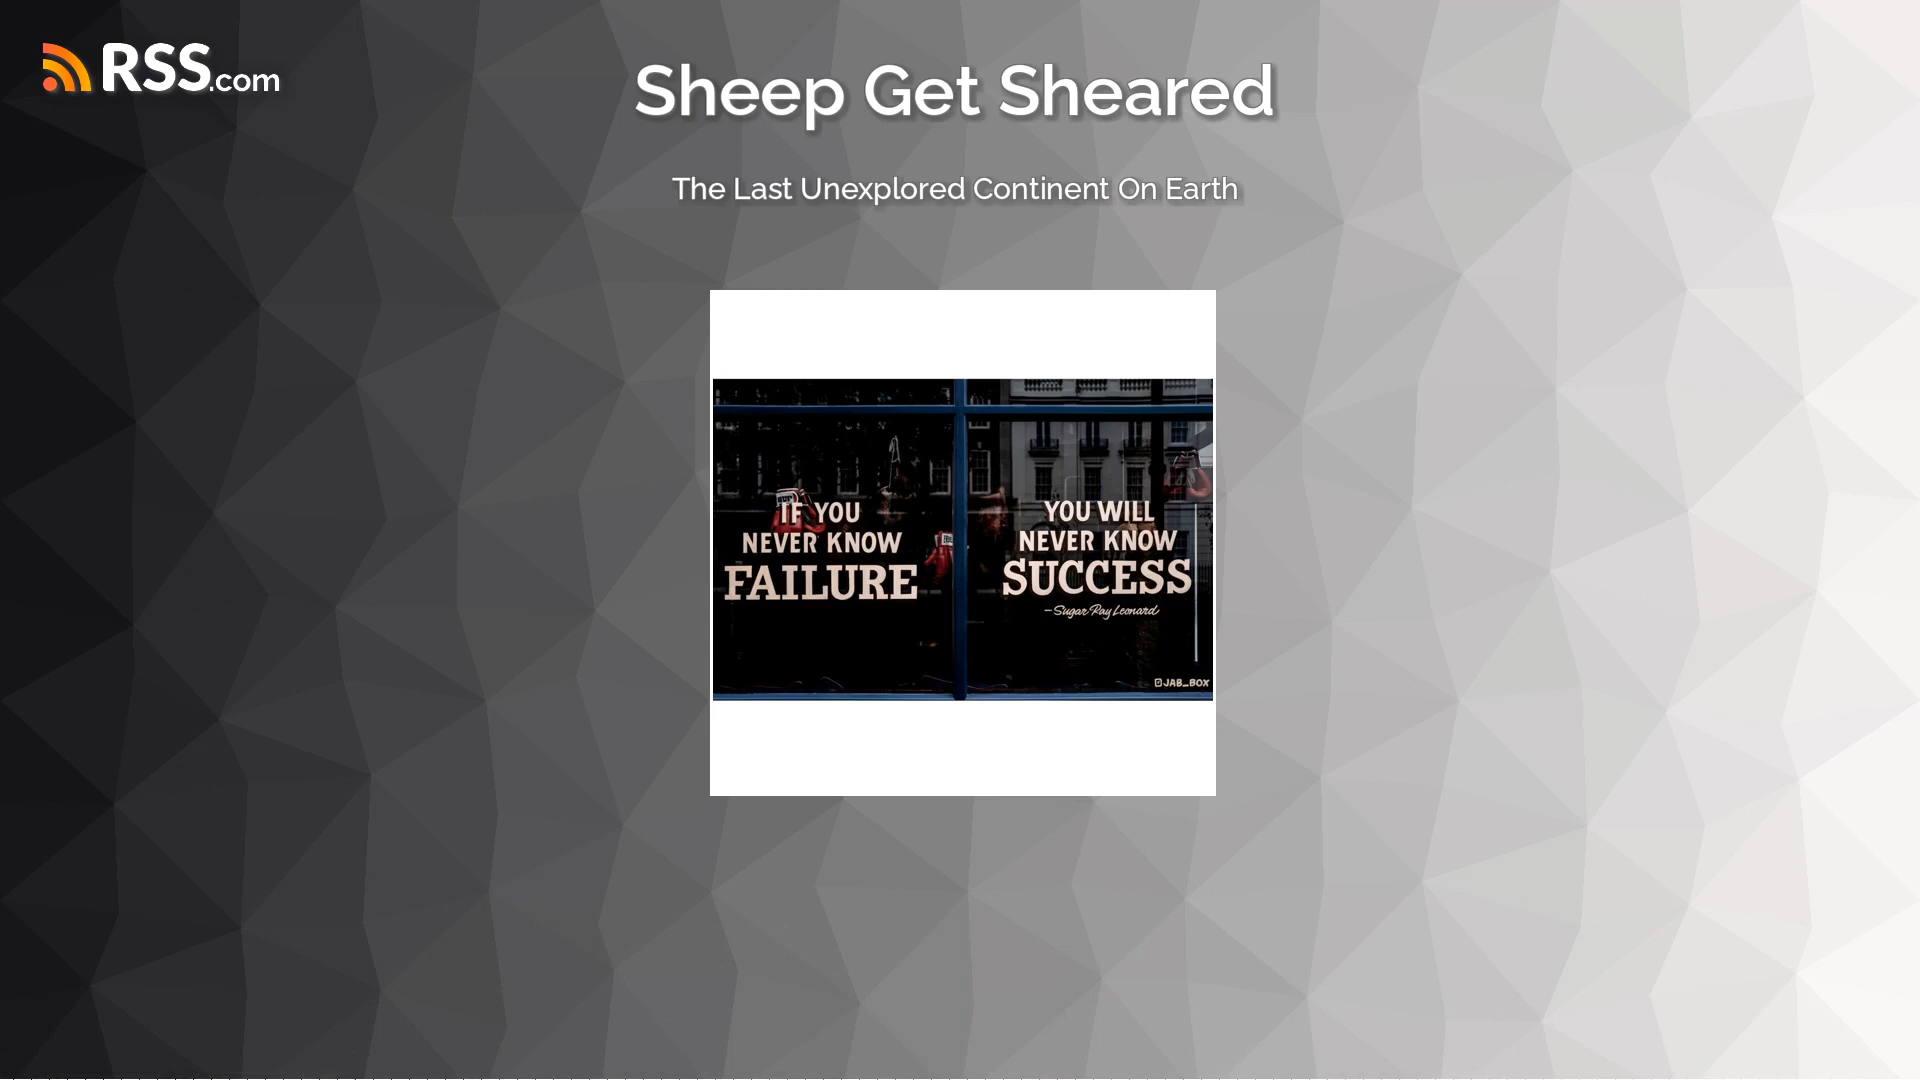 RSS.com
Sheep Get Sheared
The Last Unexplored Continent On Earth
IF YOU
NEVER KNOW
FAILURE
YOU WILL
NEVER KNOW
SUCCESS
–Sugar Ray Leonard
JAB_BOX